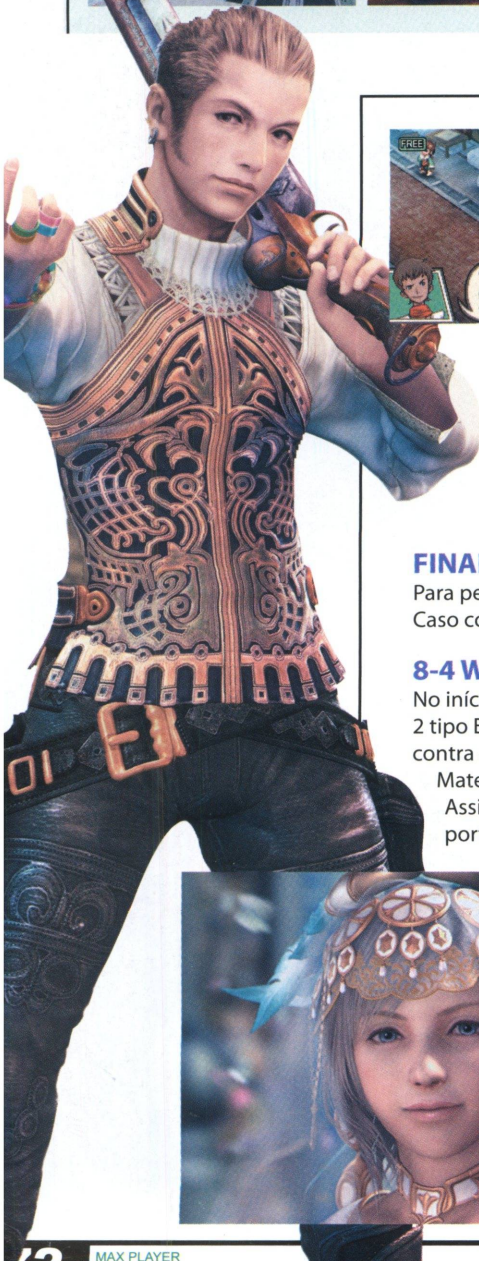 FREE
FINA
Para pe
Caso co
8-4 W
No iníc
2 tipo E
contra
Mate
Assi
por
MAX PLAYER